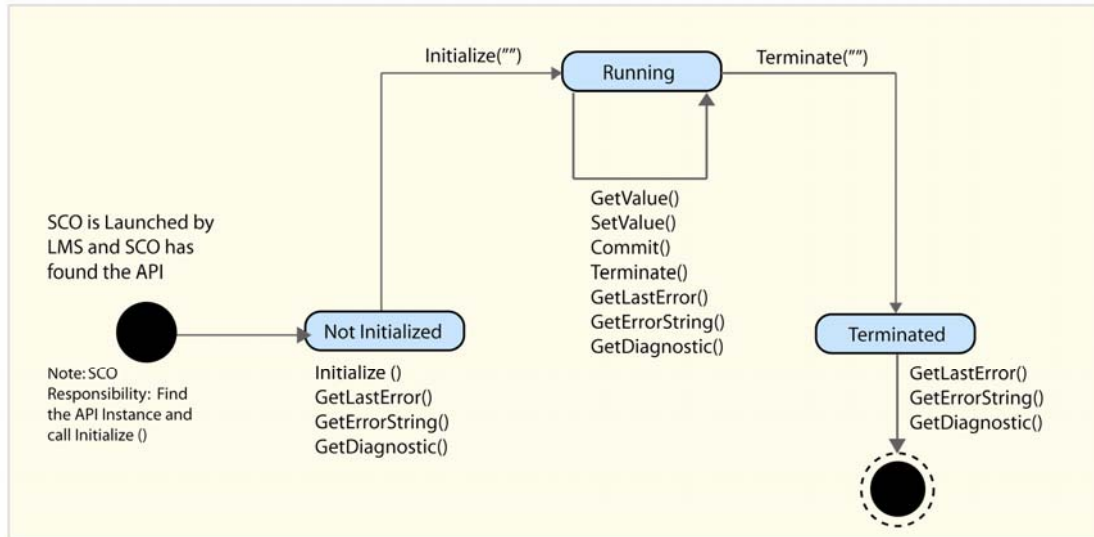 Initialize("")
Running
Terminate("")
GetValue()
SetValue()
Commit()
Terminate()
GetLastError()
GetErrorString()
GetDiagnostic()
SCO is Launched by
LMS and SCO has
found the API
Not Initialized
Terminated
Note: SCO
Responsibility: Find
the API Instance and
call Initialize ()
Initialize ()
GetLastError()
GetErrorString()
GetDiagnostic()
GetLastError()
GetErrorString()
GetDiagnostic()